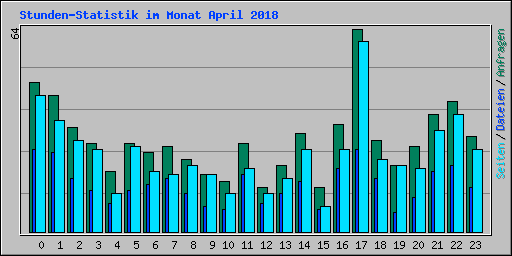 Stunden-Statistik im Monat April 2018
64
Seiten / Dateien / Anfragen
0 1 2 3 4 5 6 7 8 9 10 11 12 13 14 15 16 17 18 19 20 21 22 23